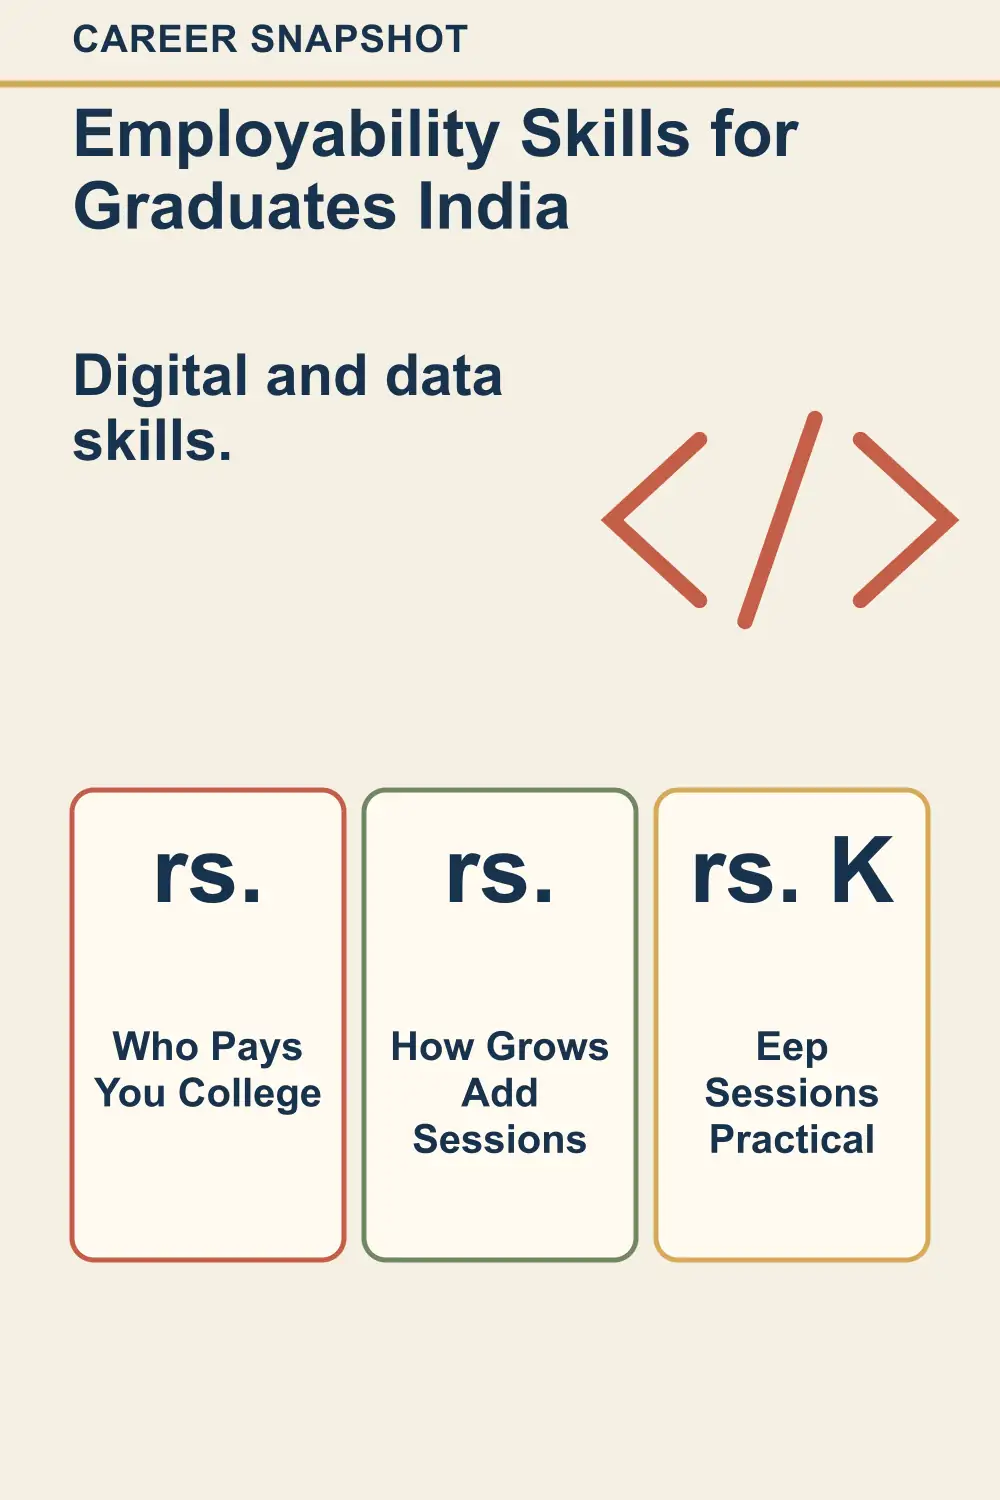 CAREER SNAPSHOT
Employability Skills for
Graduates India
Digital and data
skills.
rs.
Who Pays
You College
rs.
How Grows
Add
Sessions
rs. K
Eep
Sessions
Practical